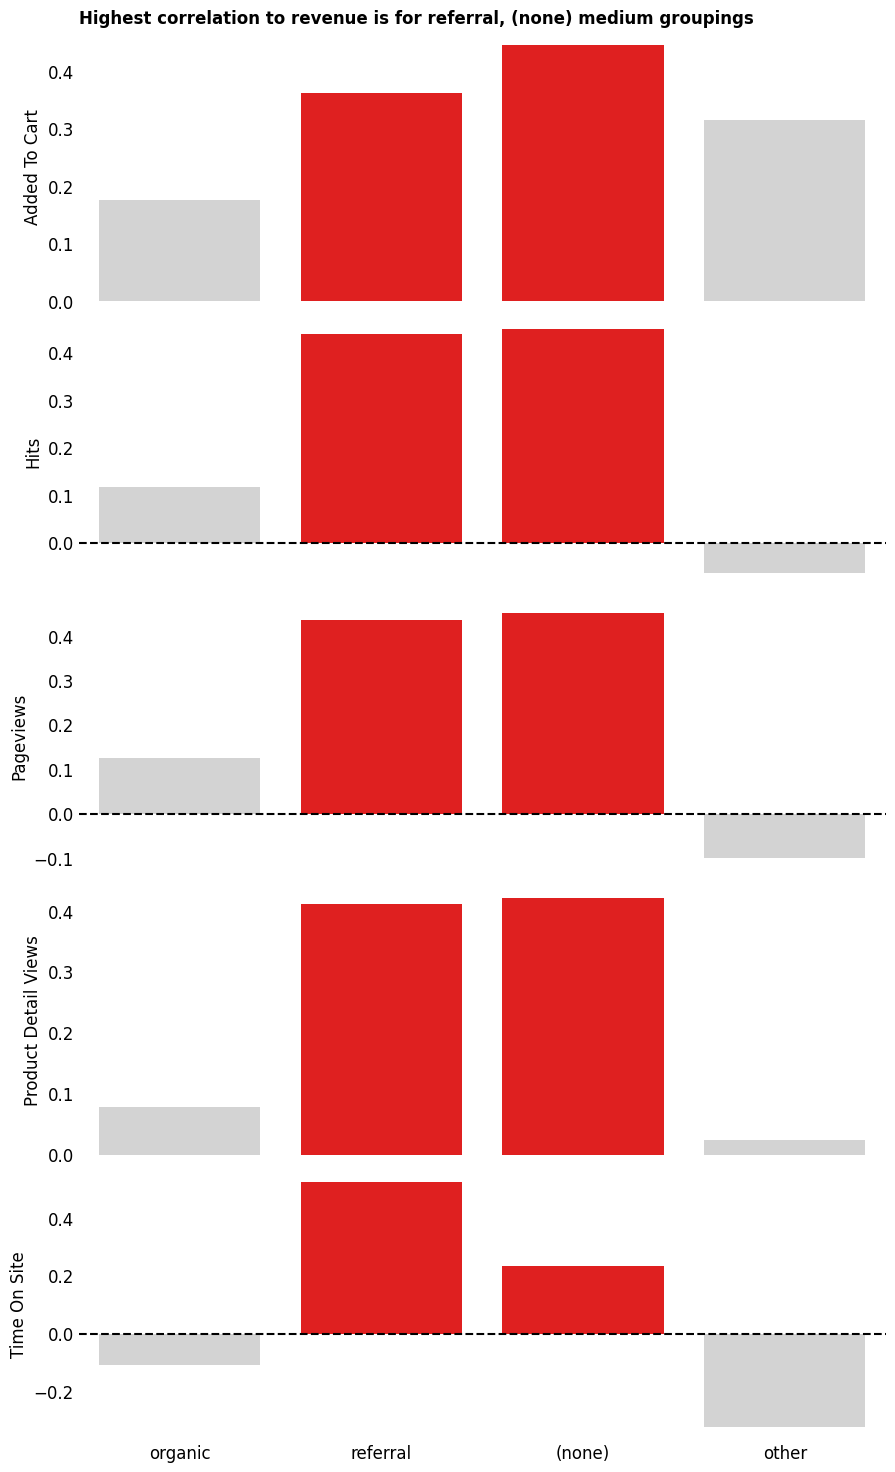 Highest correlation to revenue is for referral, (none) medium groupings
0.4
0.3
0.2
0.1
0.0
Added To Cart
0.4
0.3
0.2
0.1
0.0
Hits
0.4
0.3
0.2
0.1
0.0
−0.1
Pageviews
0.4
0.3
0.2
0.1
0.0
Product Detail Views
0.4
0.2
0.0
−0.2
Time On Site
organic
referral
(none)
other